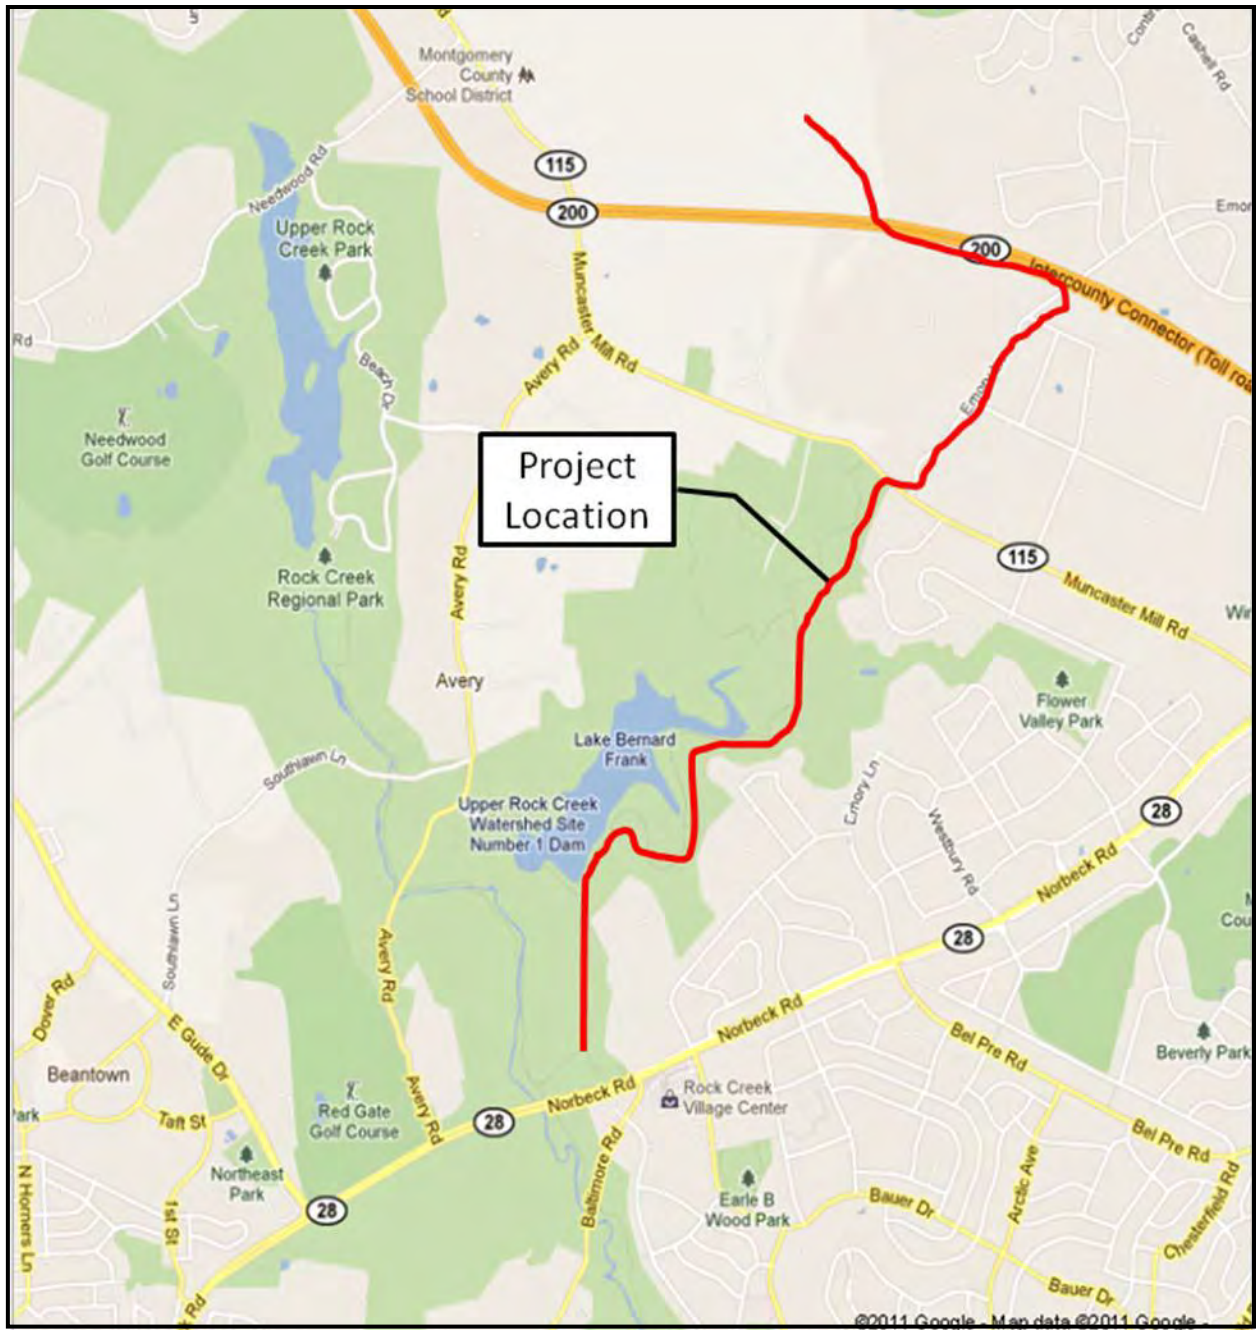 Montgomery
County
School District
Cashell Rd
115
Needwood Rd
200
Upper Rock
Creek Park
200
Intercounty Connector (Toll roa
Muncaster Mill Rd
Rd
Avery Rd
Beach Dr
Needwood
Golf Course
Project
Location
115
Rock Creek
Regional Park
Avery Rd
Muncaster Mill Rd
Avery
Flower
Valley Park
Lake Bernard
Frank
Southlawn Ln
Upper Rock Creek
Watershed Site
Number 1 Dam
Emory Ln
Westbury Rd
28
Norbeck Rd
Southlawn Ln
28
Avery Rd
Dover Rd
E Gude Dr
Norbeck Rd
Bel Pre Rd
Beverly Park
Beantown
Avery Rd
Norbeck Rd
Rock Creek
Village Center
Red Gate
Golf Course
28
Taft St
Baltimore Rd
Bel Pre Rd
Northeast
Park
Earle B
Wood Park
Bauer Dr
Arctic Ave
Chesterfield Rd
N Horners Ln
1st St
28
Bauer Dr
Rd
©2011 Google - Map data ©2011 Google -